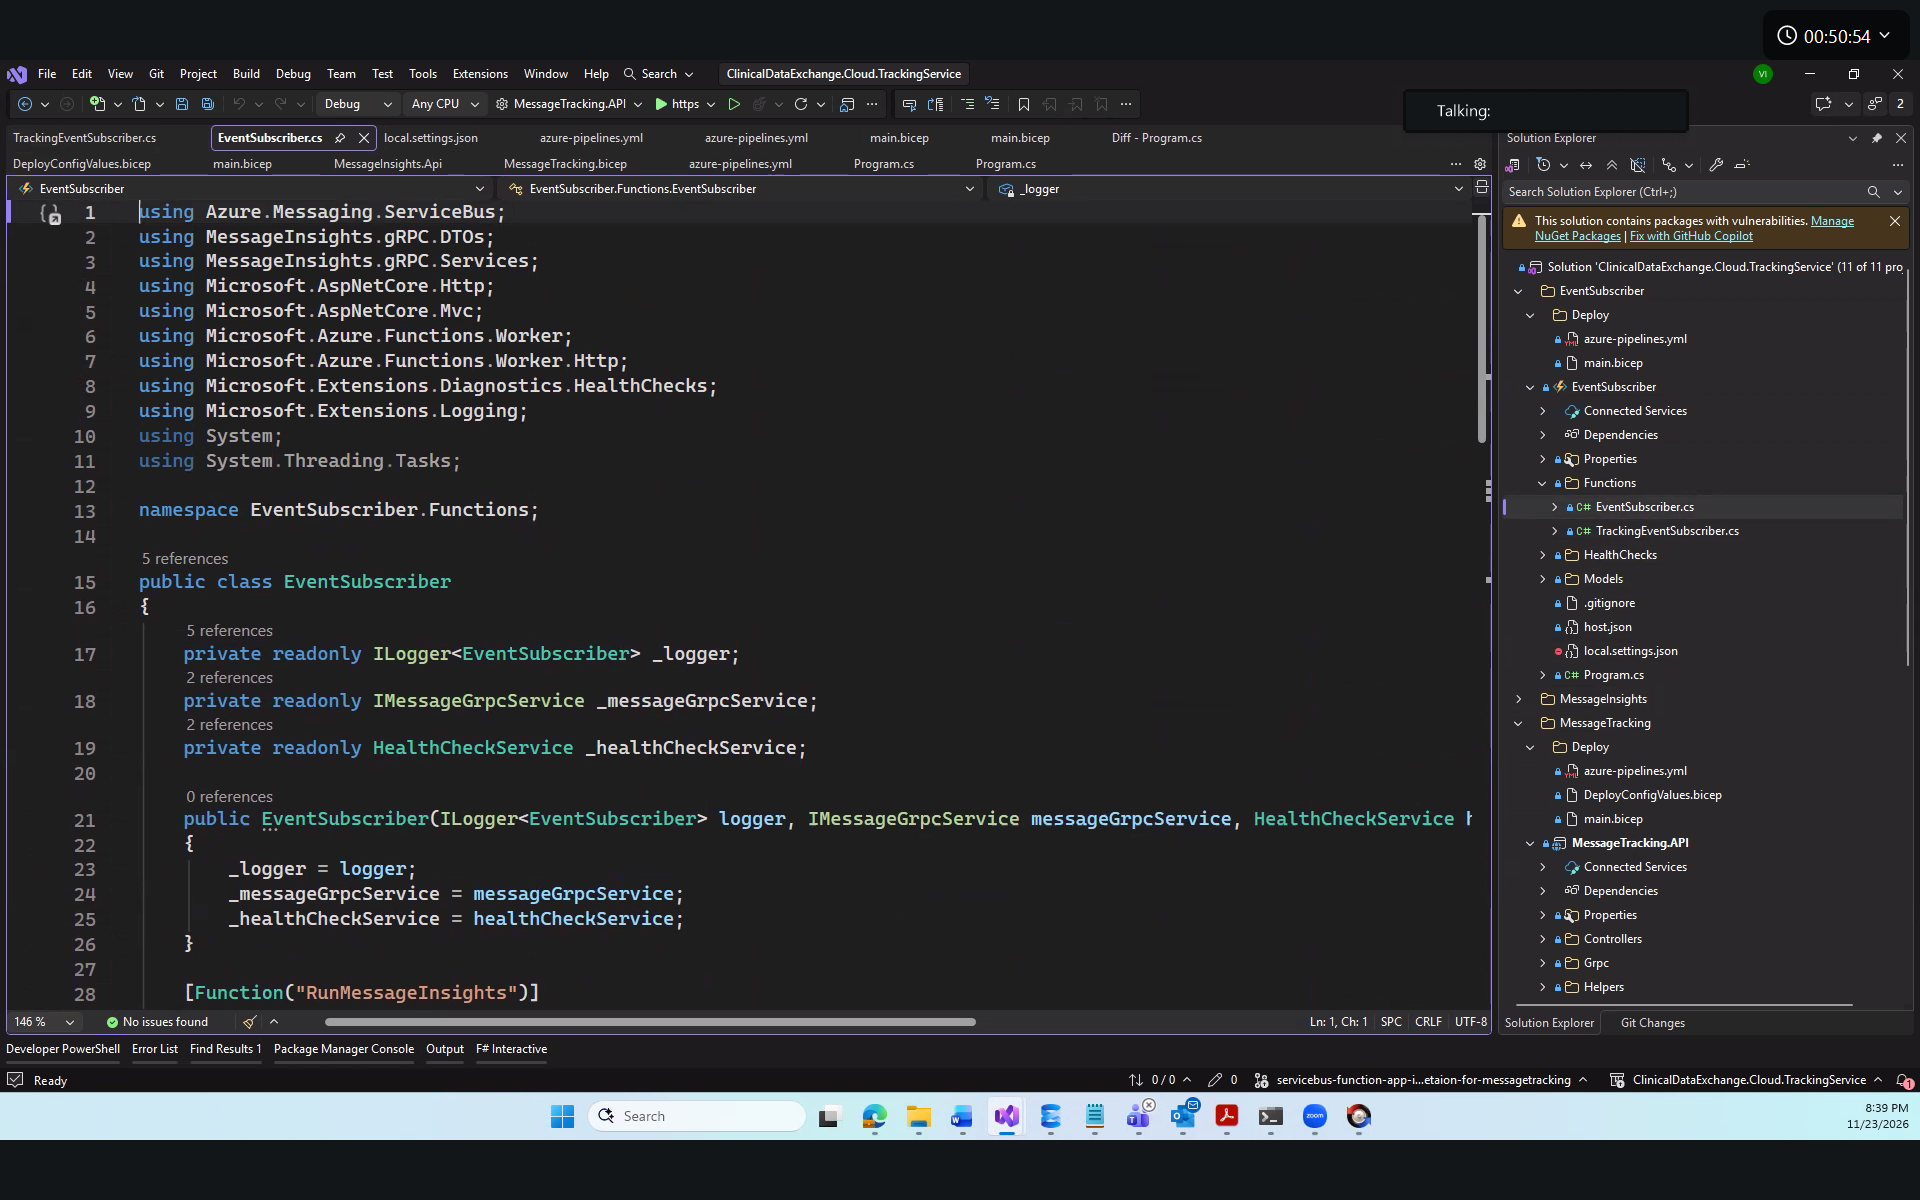 00:50:54
File Edit View Git Project Build Debug Team Test Tools Extensions Window Help Search ClinicalDataExchange.Cloud.TrackingService VI
Debug Any CPU MessageTracking.API https 2
Talking:
TrackingEventSubscriber.cs EventSubscriber.cs local.settings.json azure-pipelines.yml azure-pipelines.yml main.bicep main.bicep Diff - Program.cs
DeployConfigValues.bicep main.bicep MessageInsights.Api MessageTracking.bicep azure-pipelines.yml Program.cs Program.cs
EventSubscriber EventSubscriber.Functions.EventSubscriber _logger
1 using Azure.Messaging.ServiceBus;
2 using MessageInsights.gRPC.DTOs;
3 using MessageInsights.gRPC.Services;
4 using Microsoft.AspNetCore.Http;
5 using Microsoft.AspNetCore.Mvc;
6 using Microsoft.Azure.Functions.Worker;
7 using Microsoft.Azure.Functions.Worker.Http;
8 using Microsoft.Extensions.Diagnostics.HealthChecks;
9 using Microsoft.Extensions.Logging;
10 using System;
11 using System.Threading.Tasks;
12
13 namespace EventSubscriber.Functions;
14
5 references
15 public class EventSubscriber
16 {
5 references
17 private readonly ILogger<EventSubscriber> _logger;
2 references
18 private readonly IMessageGrpcService _messageGrpcService;
2 references
19 private readonly HealthCheckService _healthCheckService;
20
0 references
21 public EventSubscriber(ILogger<EventSubscriber> logger, IMessageGrpcService messageGrpcService, HealthCheckService h
22 {
23 _logger = logger;
24 _messageGrpcService = messageGrpcService;
25 _healthCheckService = healthCheckService;
26 }
27
28 [Function("RunMessageInsights")]
146 % No issues found Ln: 1, Ch: 1 SPC CRLF UTF-8
Solution Explorer
Search Solution Explorer (Ctrl+;)
This solution contains packages with vulnerabilities. Manage
NuGet Packages | Fix with GitHub Copilot
Solution 'ClinicalDataExchange.Cloud.TrackingService' (11 of 11 pro
EventSubscriber
Deploy
azure-pipelines.yml
main.bicep
EventSubscriber
Connected Services
Dependencies
Properties
Functions
C# EventSubscriber.cs
C# TrackingEventSubscriber.cs
HealthChecks
Models
.gitignore
host.json
local.settings.json
C# Program.cs
MessageInsights
MessageTracking
Deploy
azure-pipelines.yml
DeployConfigValues.bicep
main.bicep
MessageTracking.API
Connected Services
Dependencies
Properties
Controllers
Grpc
Helpers
Solution Explorer Git Changes
Developer PowerShell Error List Find Results 1 Package Manager Console Output F# Interactive
Ready 0 / 0 0 servicebus-function-app-i...etaion-for-messagetracking ClinicalDataExchange.Cloud.TrackingService 1
Search zoom
8:39 PM
11/23/2026